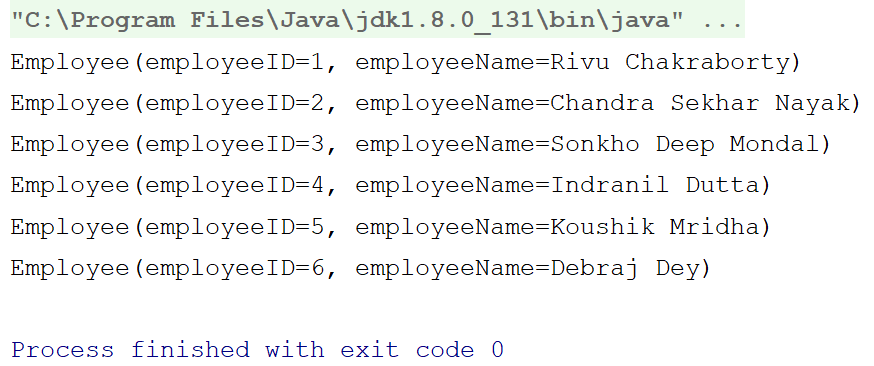 "C:\Program Files\Java\jdk1.8.0_131\bin\java" ...
Employee(employeeID=1, employeeName=Rivu Chakraborty)
Employee(employeeID=2, employeeName=Chandra Sekhar Nayak)
Employee(employeeID=3, employeeName=Sonkho Deep Mondal)
Employee(employeeID=4, employeeName=Indranil Dutta)
Employee(employeeID=5, employeeName=Koushik Mridha)
Employee(employeeID=6, employeeName=Debraj Dey)
Process finished with exit code 0